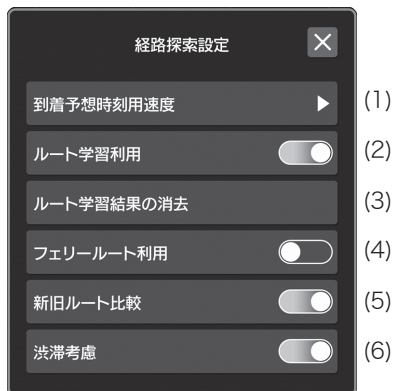 経路探索設定
到着予想時刻用速度 (1)
ルート学習利用 (2)
ルート学習結果の消去 (3)
フェリールート利用 (4)
新旧ルート比較 (5)
渋滞考慮 (6)